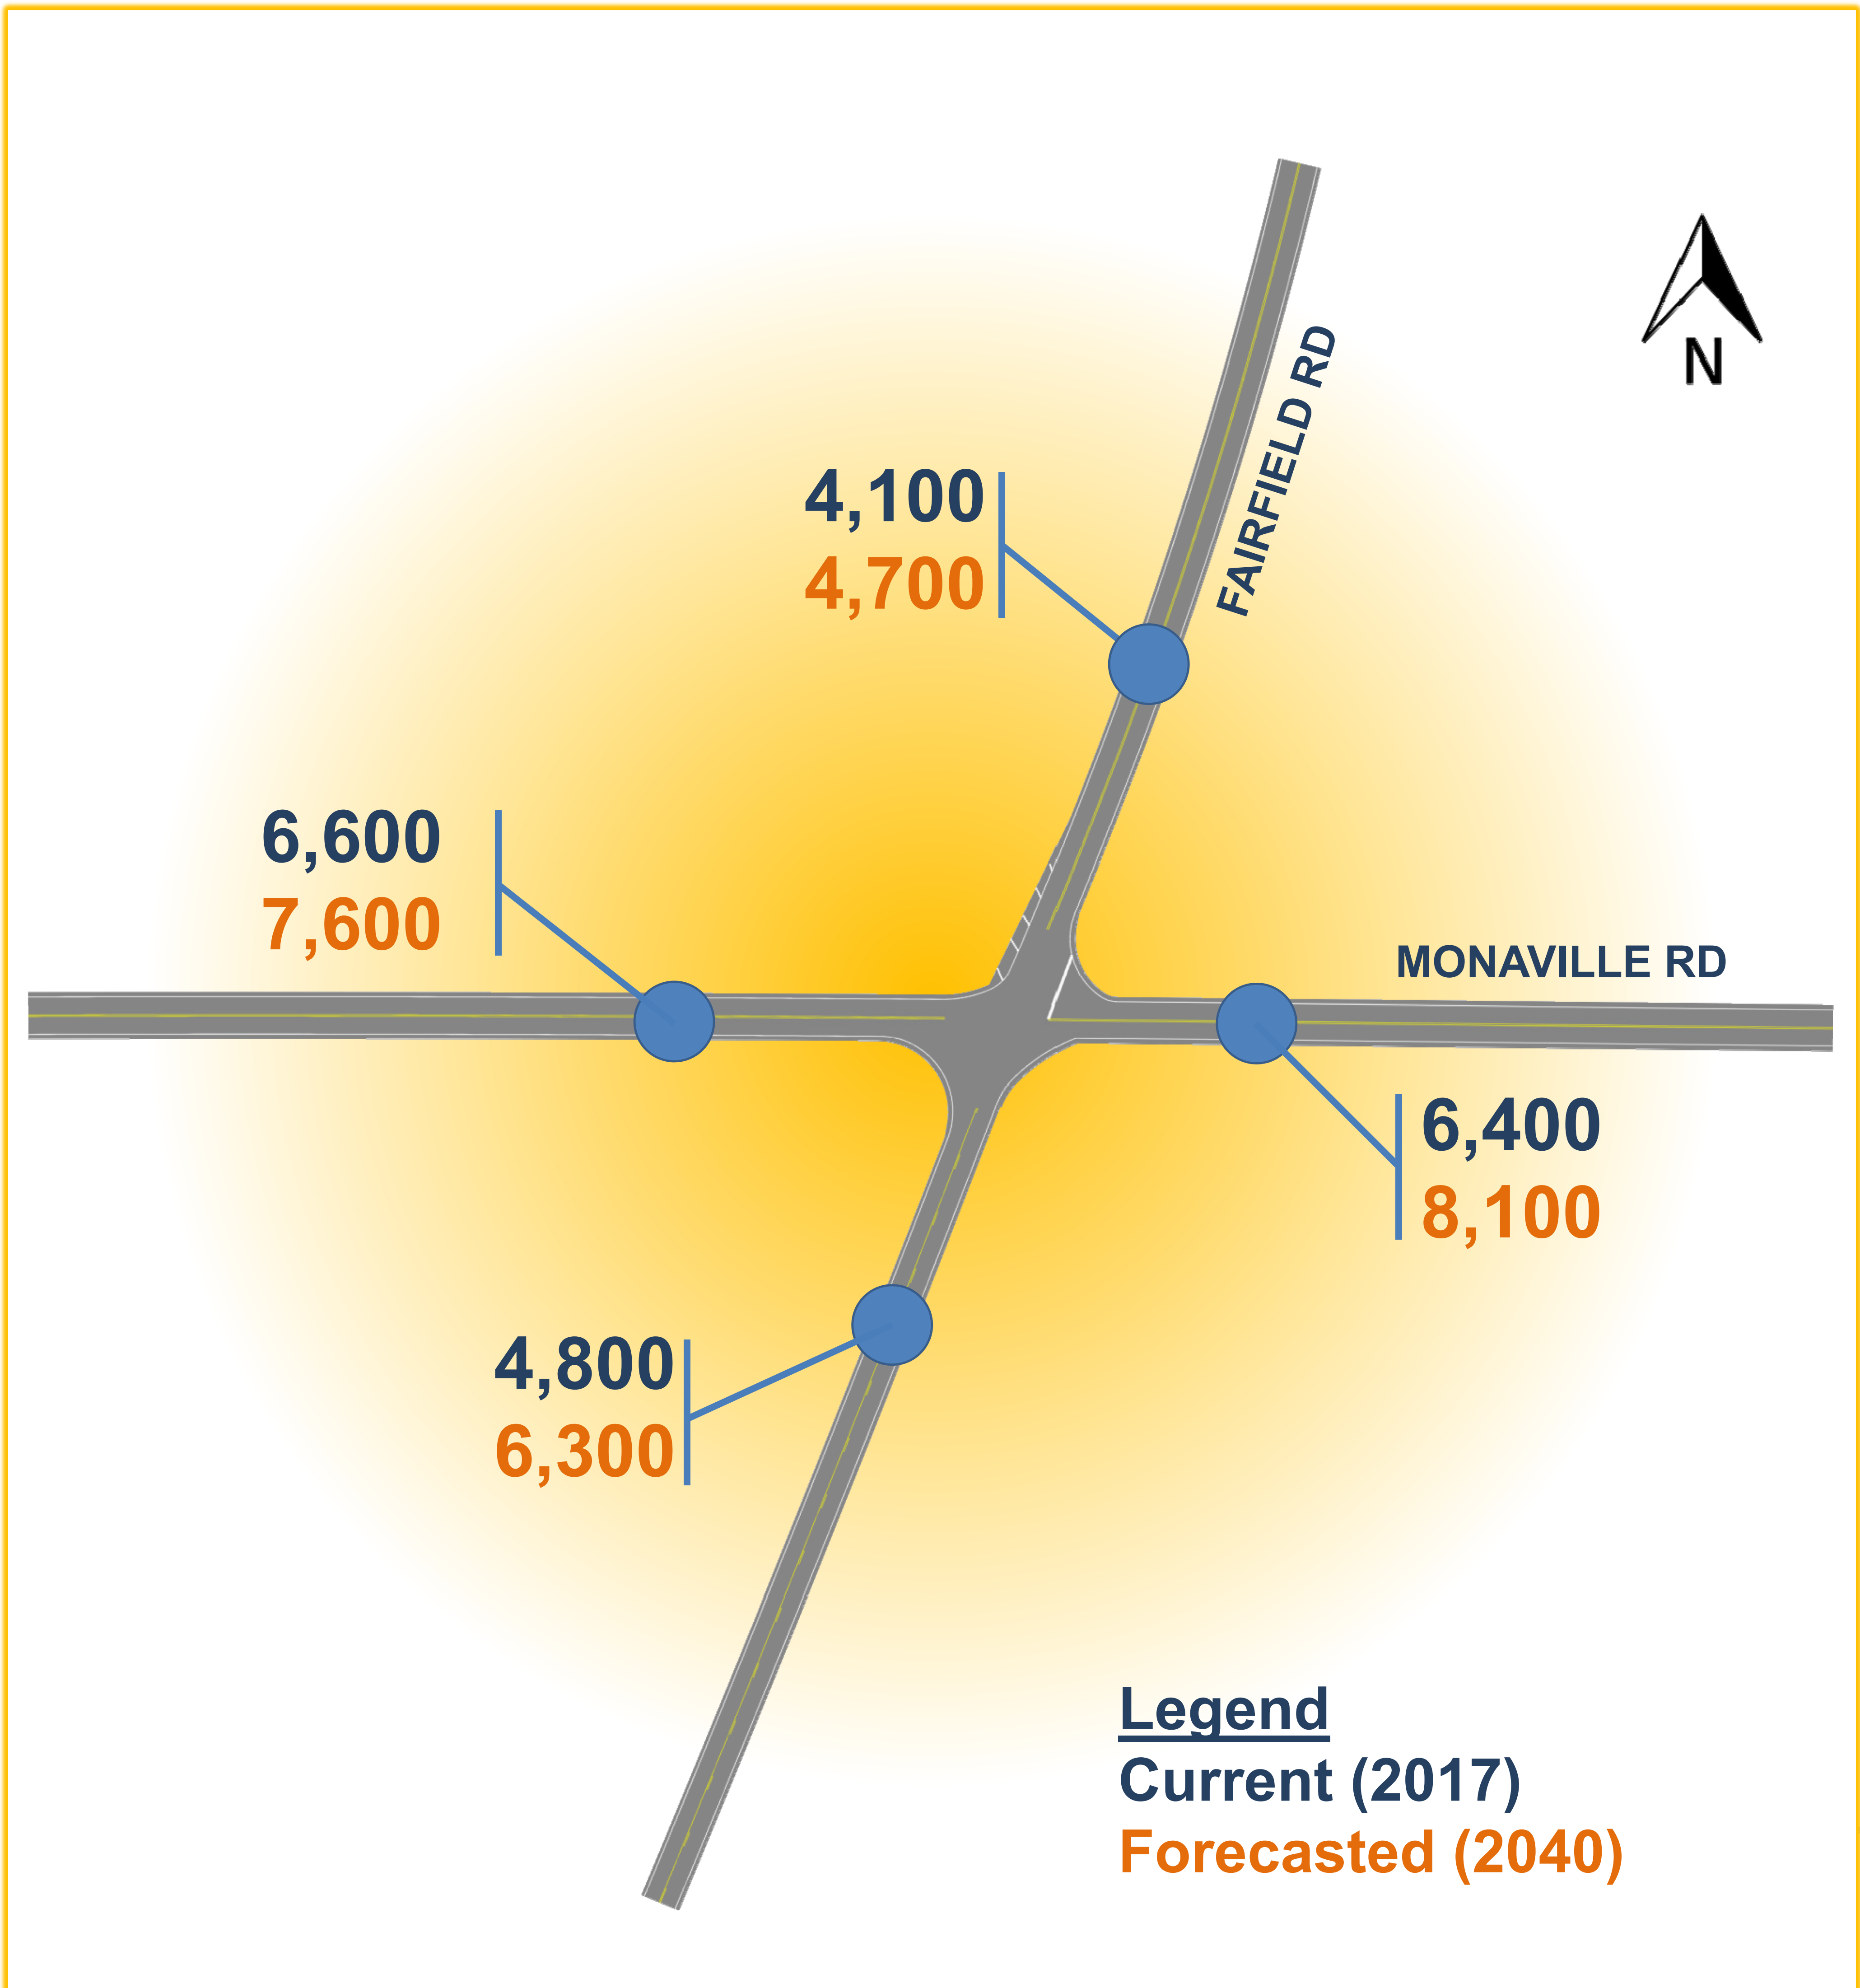 N
FAIRFIELD RD
4,100
4,700
6,600
7,600
MONAVILLE RD
6,400
8,100
4,800
6,300
Legend
Current (2017)
Forecasted (2040)